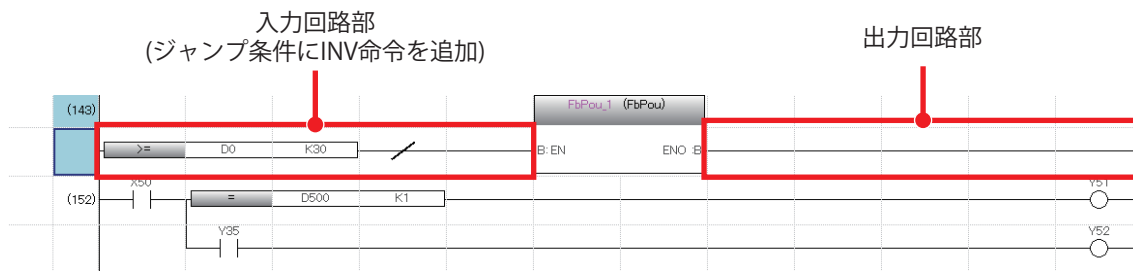 入力回路部
(ジャンプ条件にINV命令を追加)
出力回路部
(143)
FbPou_1 (FbPou)
>= D0 K30
B:EN ENO:B
(152)
X50
= D500 K1
Y51
Y35
Y52